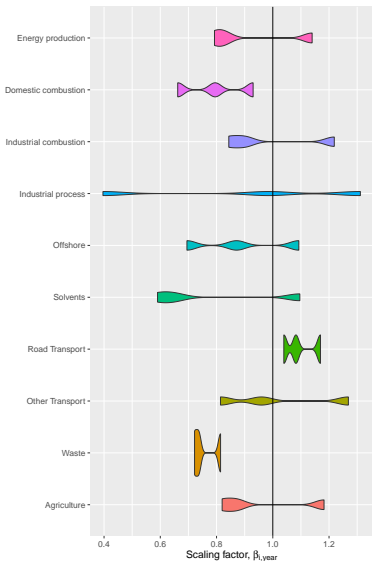 Energy production
Domestic combustion
Industrial combustion
Industrial process
Offshore
Solvents
Road Transport
Other Transport
Waste
Agriculture
0.4 0.6 0.8 1.0 1.2
Scaling factor, βi,year